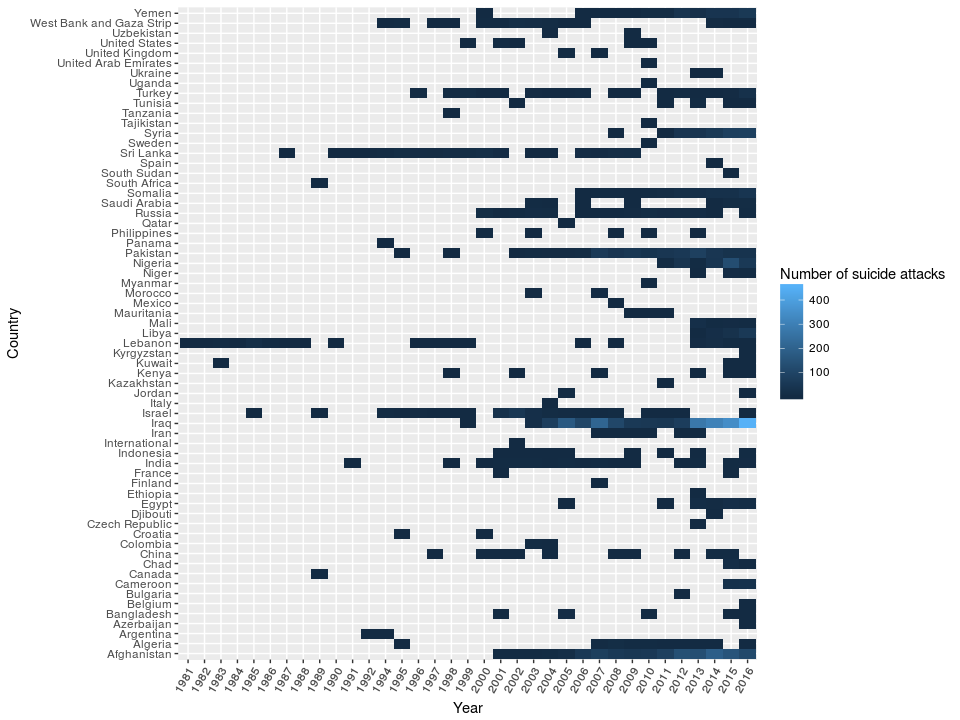 Yemen
West Bank and Gaza Strip
Uzbekistan
United States
United Kingdom
United Arab Emirates
Ukraine
Uganda
Turkey
Tunisia
Tanzania
Tajikistan
Syria
Sweden
Sri Lanka
Spain
South Sudan
South Africa
Somalia
Saudi Arabia
Russia
Qatar
Philippines
Panama
Pakistan
Nigeria
Niger
Myanmar
Morocco
Mexico
Mauritania
Mali
Libya
Lebanon
Kyrgyzstan
Kuwait
Kenya
Kazakhstan
Jordan
Italy
Israel
Iraq
Iran
International
Indonesia
India
France
Finland
Ethiopia
Egypt
Djibouti
Czech Republic
Croatia
Colombia
China
Chad
Canada
Cameroon
Bulgaria
Belgium
Bangladesh
Azerbaijan
Argentina
Algeria
Afghanistan
Country
1981 1982 1983 1984 1985 1986 1987 1988 1989 1990 1991 1992 1994 1995 1996 1997 1998 1999 2000 2001 2002 2003 2004 2005 2006 2007 2008 2009 2010 2011 2012 2013 2014 2015 2016
Year
Number of suicide attacks
400
300
200
100